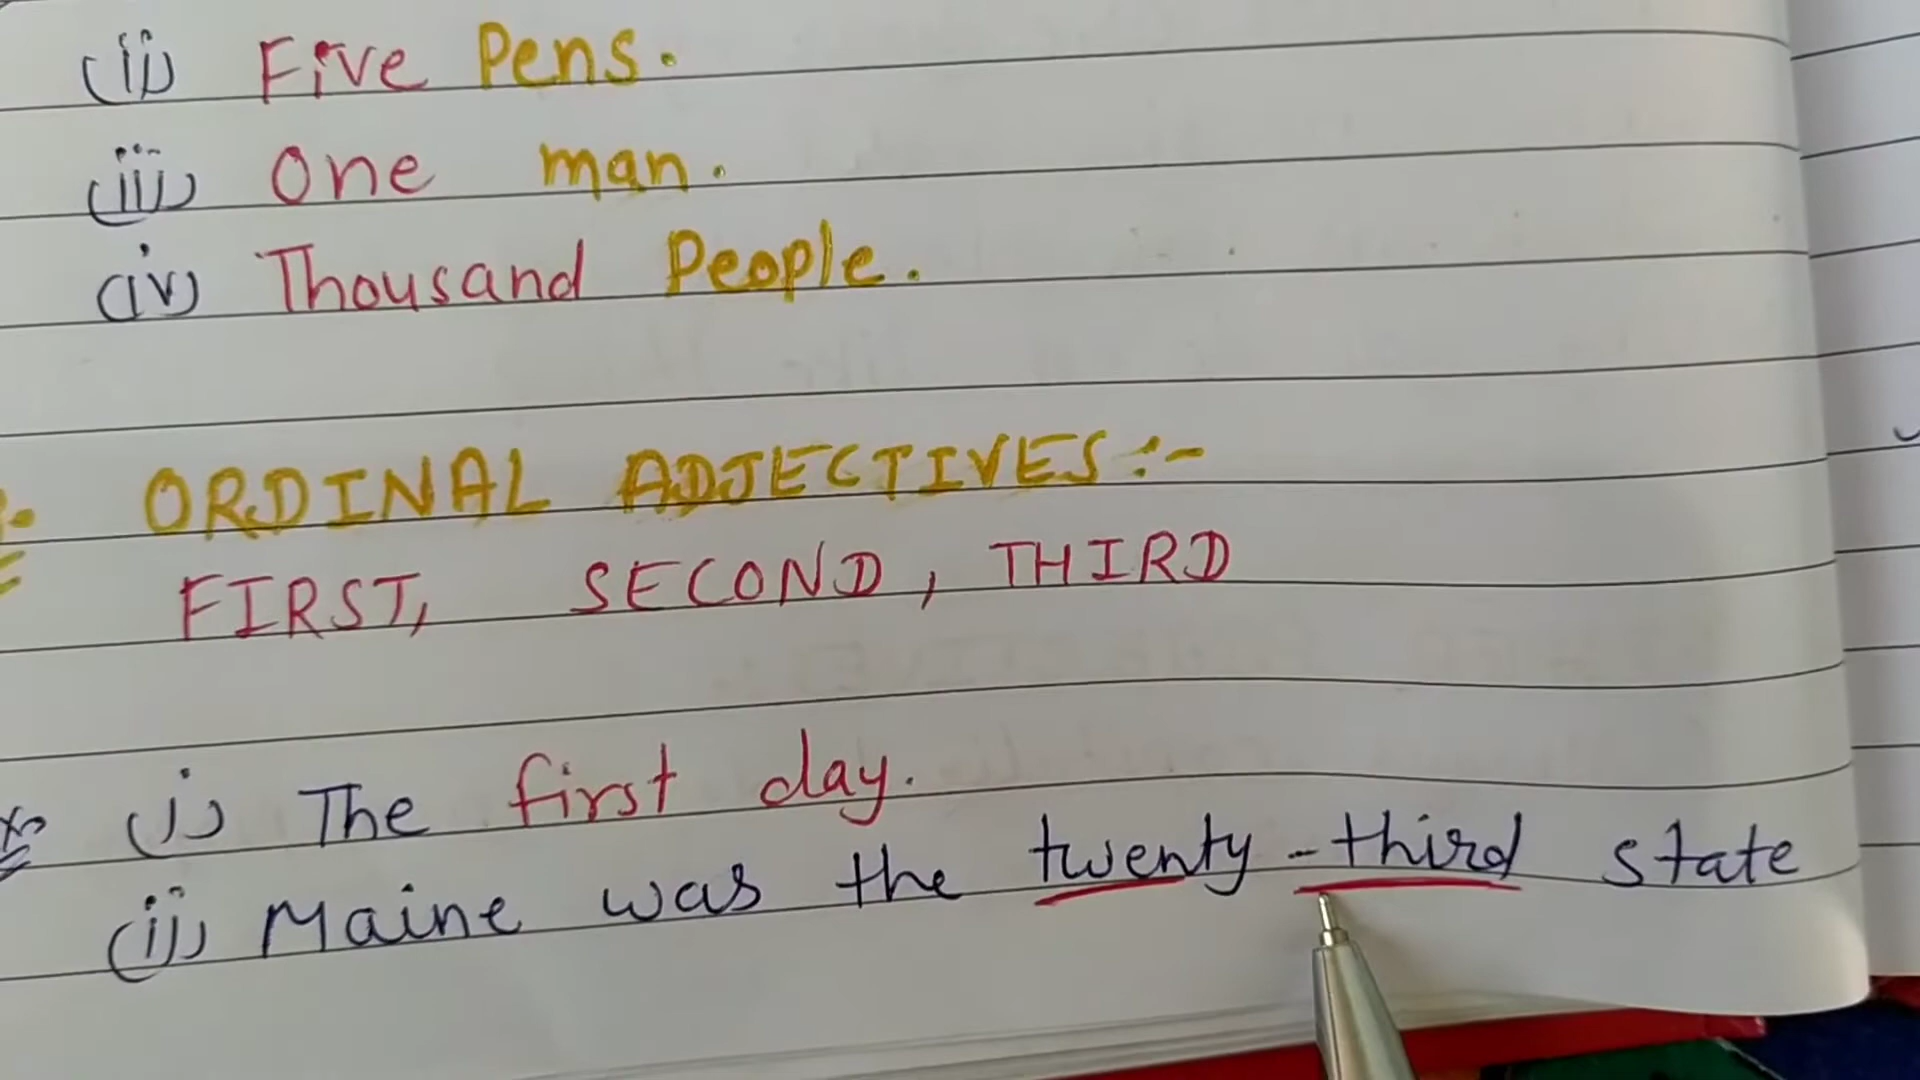 (ii) Five Pens.
(iii) One man.
(iv) Thousand People.
ORDINAL ADJECTIVES:-
FIRST, SECOND, THIRD
(i) The first day.
(ii) Maine was the twenty-third state